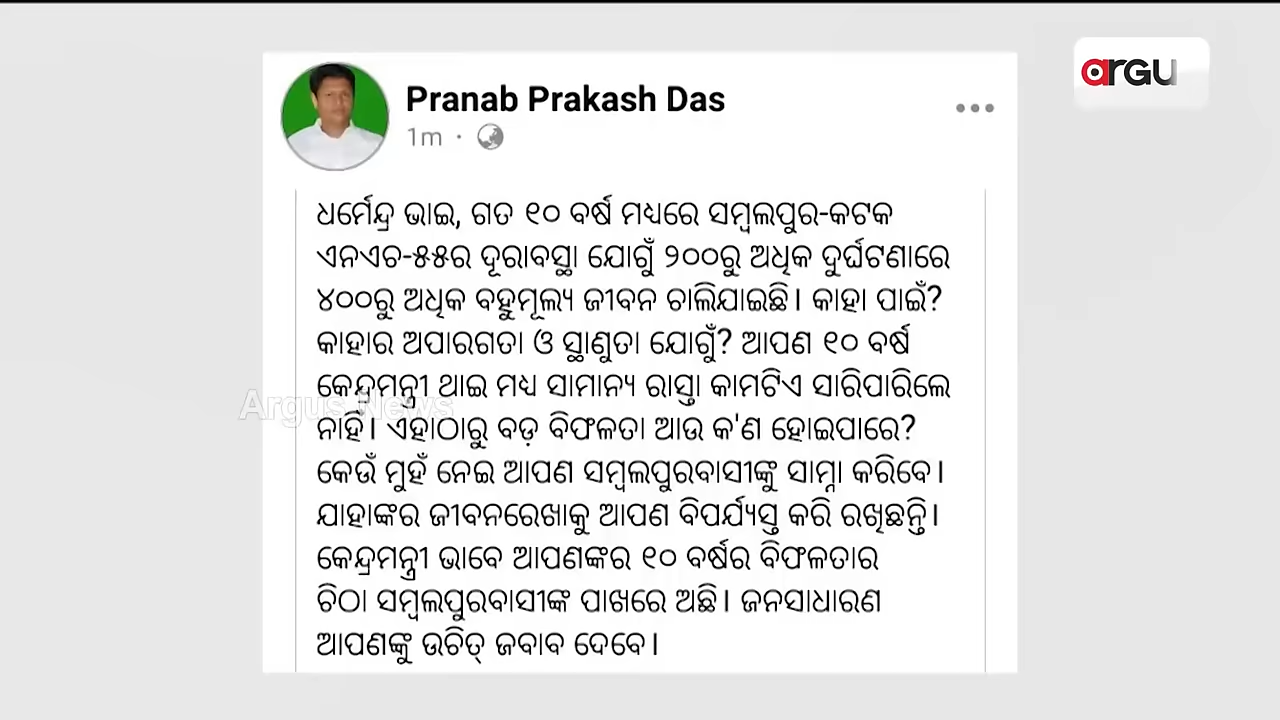 arGU
Pranab Prakash Das
1m ·
ଧର୍ମେନ୍ଦ୍ର ଭାଇ, ଗତ ୧୦ ବର୍ଷ ମଧ୍ୟରେ ସମ୍ବଲପୁର-କଟକ
ଏନଏଚ-୫୫ର ଦୂରାବସ୍ଥା ଯୋଗୁଁ ୨୦୦ରୁ ଅଧିକ ଦୁର୍ଘଟଣାରେ
୪୦୦ରୁ ଅଧିକ ବହୁମୂଲ୍ୟ ଜୀବନ ଚାଲିଯାଇଛି। କାହା ପାଇଁ?
କାହାର ଅପାରଗତା ଓ ସ୍ଥାଣୁତା ଯୋଗୁଁ? ଆପଣ ୧୦ ବର୍ଷ
କେନ୍ଦ୍ରମନ୍ତ୍ରୀ ଥାଇ ମଧ୍ୟ ସାମାନ୍ୟ ରାସ୍ତା କାମଟିଏ ସାରିପାରିଲେ
ନାହିଁ। ଏହାଠାରୁ ବଡ଼ ବିଫଳତା ଆଉ କ'ଣ ହୋଇପାରେ?
କେଉଁ ମୁହଁ ନେଇ ଆପଣ ସମ୍ବଲପୁରବାସୀଙ୍କୁ ସାମ୍ନା କରିବେ।
ଯାହାଙ୍କର ଜୀବନରେଖାକୁ ଆପଣ ବିପର୍ଯ୍ୟସ୍ତ କରି ରଖିଛନ୍ତି।
କେନ୍ଦ୍ରମନ୍ତ୍ରୀ ଭାବେ ଆପଣଙ୍କର ୧୦ ବର୍ଷର ବିଫଳତାର
ଚିଠା ସମ୍ବଲପୁରବାସୀଙ୍କ ପାଖରେ ଅଛି। ଜନସାଧାରଣ
ଆପଣଙ୍କୁ ଉଚିତ୍ ଜବାବ ଦେବେ।
Argus News